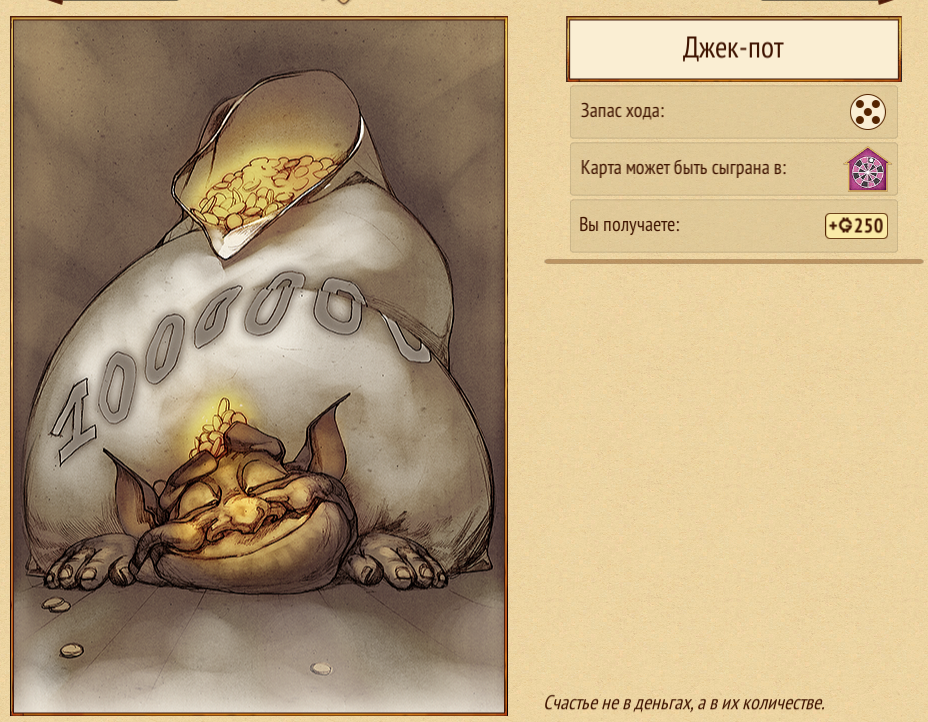 Джек-пот
Запас хода:
Карта может быть сыграна в:
Вы получаете: +250
1000000
Счастье не в деньгах, а в их количестве.